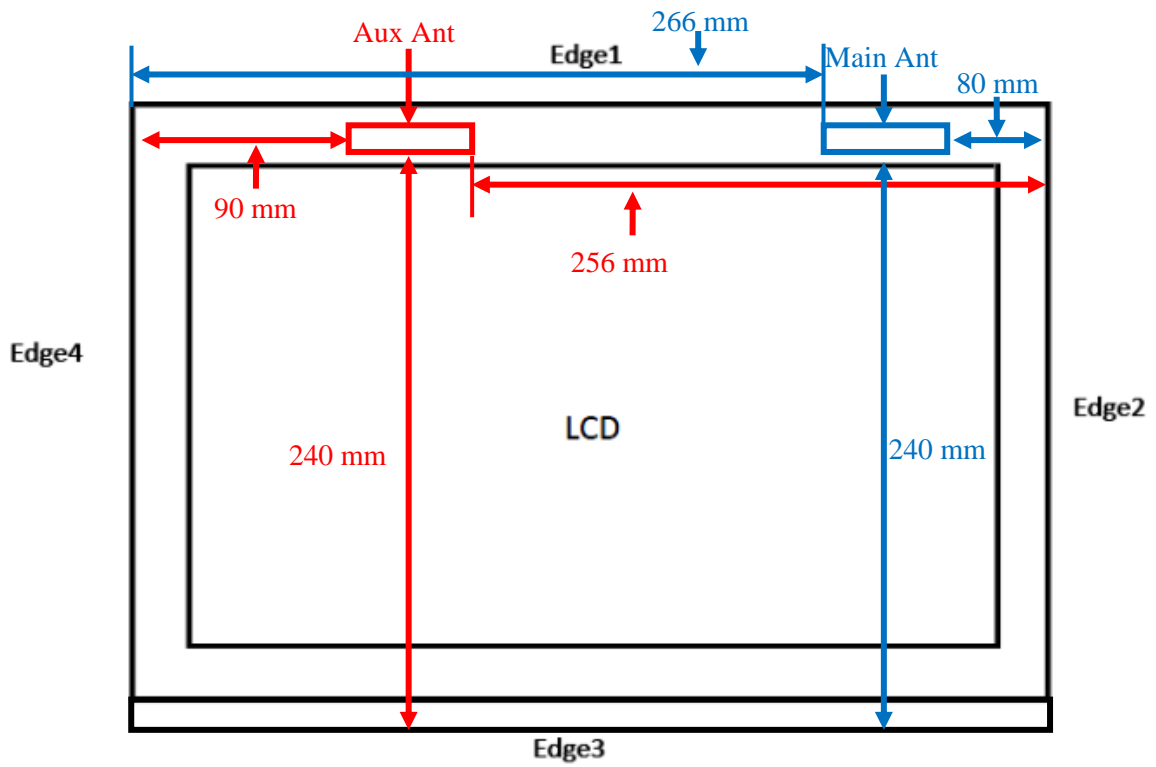 266 mm
Aux Ant
Edge1
Main Ant
80 mm
90 mm
256 mm
Edge4
Edge2
LCD
240 mm
240 mm
Edge3